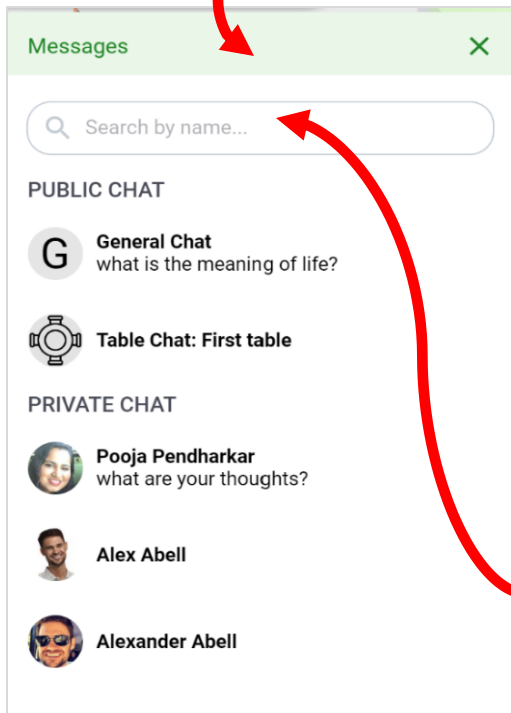 Messages
Search by name...
PUBLIC CHAT
G
General Chat
what is the meaning of life?
Table Chat: First table
PRIVATE CHAT
Pooja Pendharkar
what are your thoughts?
Alex Abell
Alexander Abell